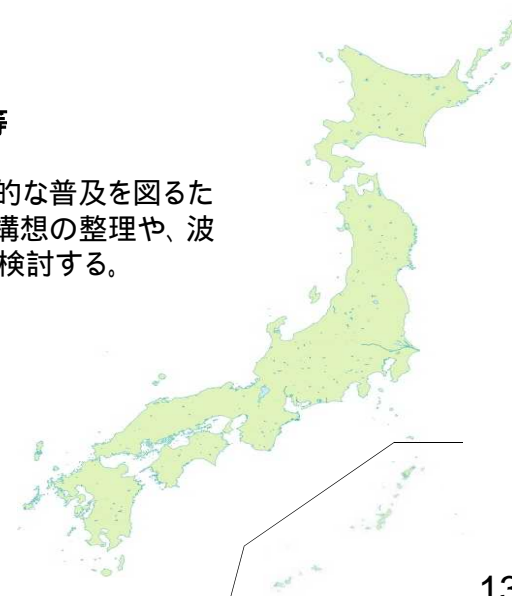 等
的な普及を図るた
構想の整理や、波
検討する。
13